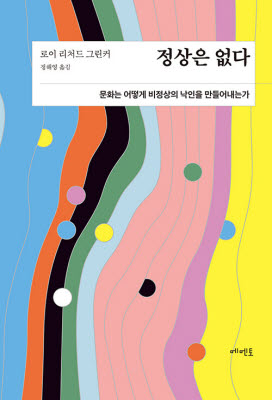 로이 리처드 그린커
정해영 옮김
정상은 없다
문화는 어떻게 비정상의 낙인을 만들어내는가
메멘토